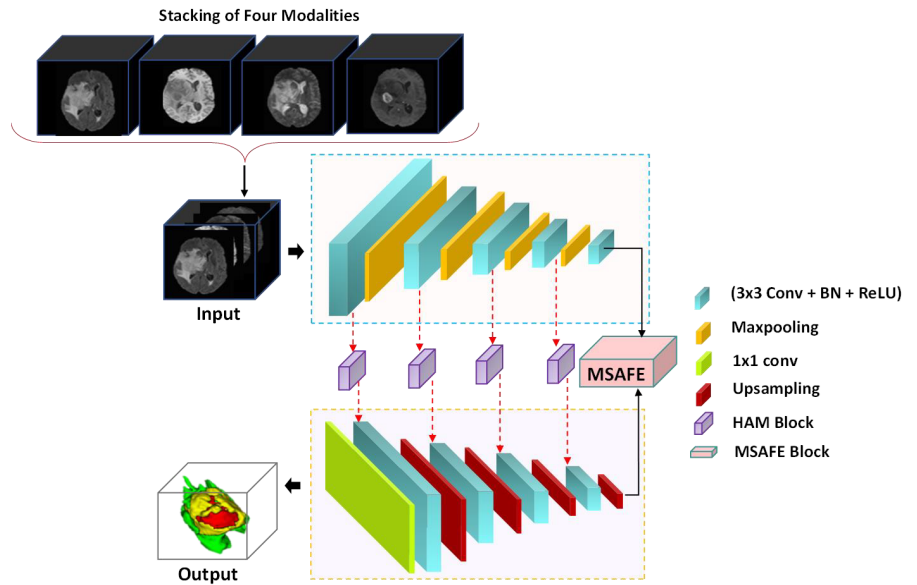 Stacking of Four Modalities
Input
(3x3 Conv + BN + ReLU)
Maxpooling
1x1 conv
Upsampling
HAM Block
MSAFE Block
MSAFE
Output